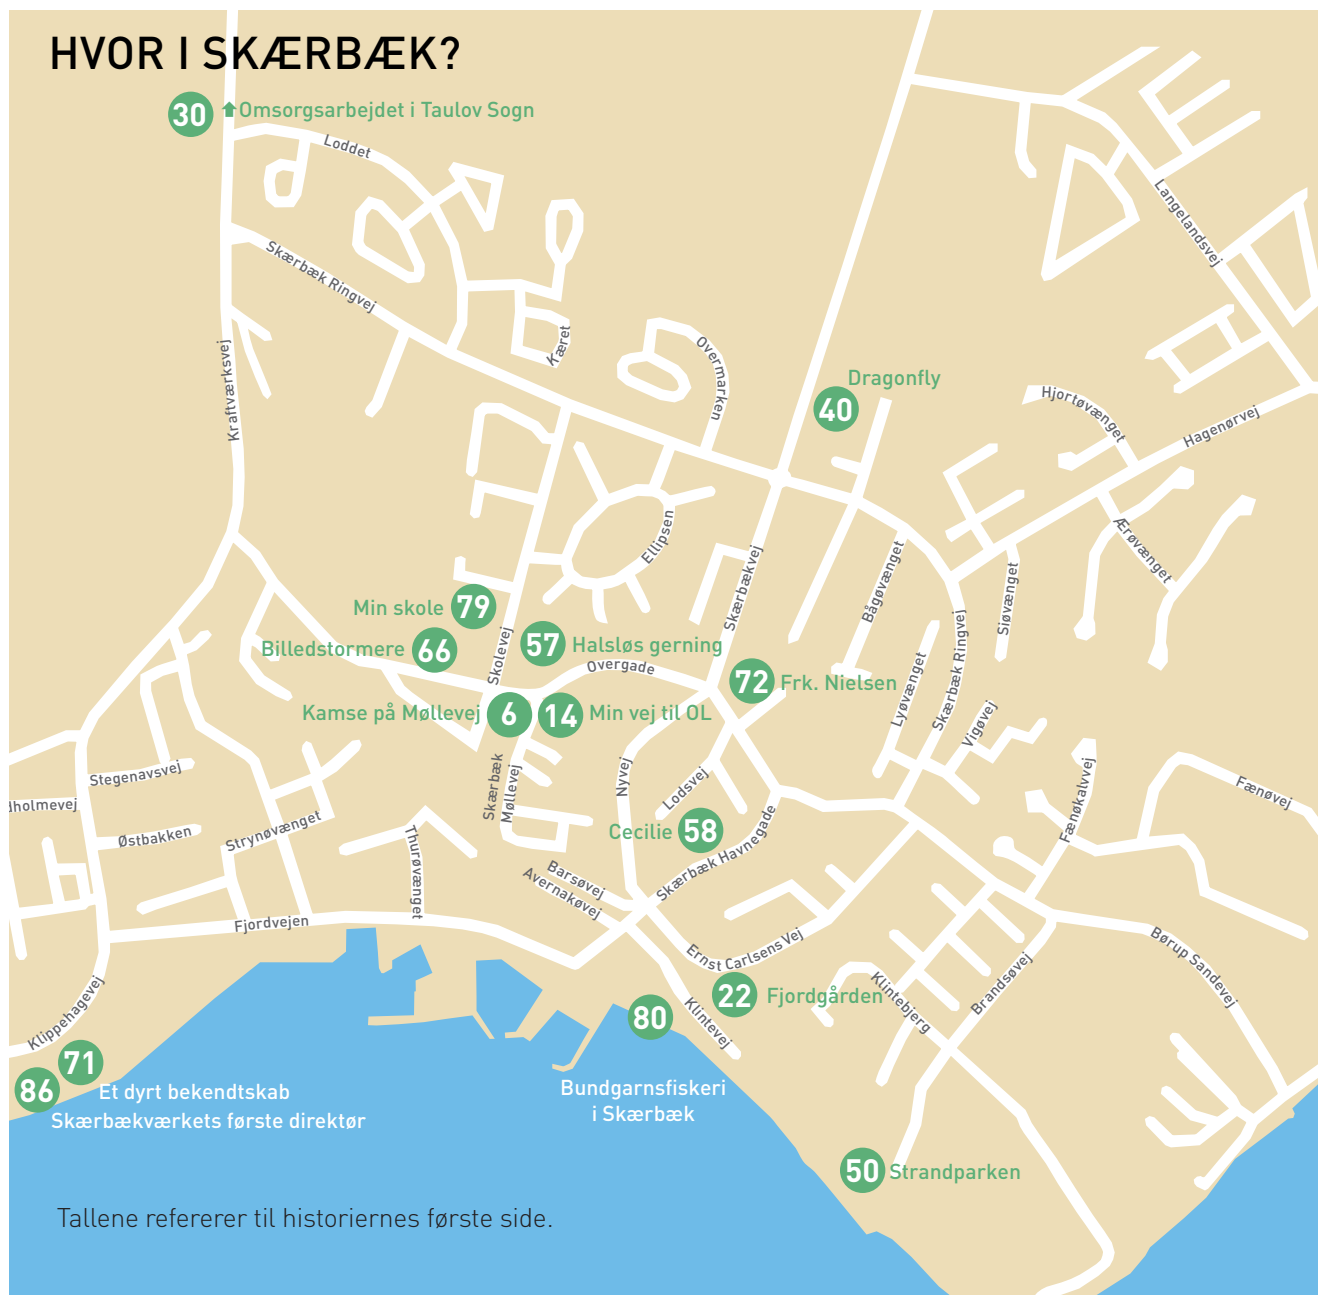 HVOR I SKÆRBÆK?
30
Omsorgsarbejdet i Taulov Sogn
Loddet
Langelandsvej
Skærbæk Ringvej
Kæret
Overmarken
Kraftværksvej
Dragonfly
40
Hjortøvænget
Hagenørvej
Ellipsen
Ærøvænget
Skærbækvej
Bågøvænget
Siøvænget
Min skole
79
Billedstormere
66
Skolevej
57
Halsløs gerning
Overgade
72
Frk. Nielsen
Lyøvænget
Skærbæk Ringvej
Vigøvej
Kamse på Møllevej
6
14
Min vej til OL
Stegenavsvej
dholmevej
Østbakken
Strynøvænget
Skærbæk
Møllevej
Nyvej
Lodsvej
Cecilie
58
Skærbæk Havnegade
Fænøkalvvej
Fænøvej
Thurøvænget
Barsøvej
Avernakøvej
Fjordvejen
Ernst Carlsens Vej
Børup Sandevej
Brandsøvej
Klippehagevej
22
Fjordgården
Klintebjerg
80
Klintevej
71
86
Et dyrt bekendtskab
Skærbækværkets første direktør
Bundgarnsfiskeri
i Skærbæk
50
Strandparken
Tallene refererer til historiernes første side.